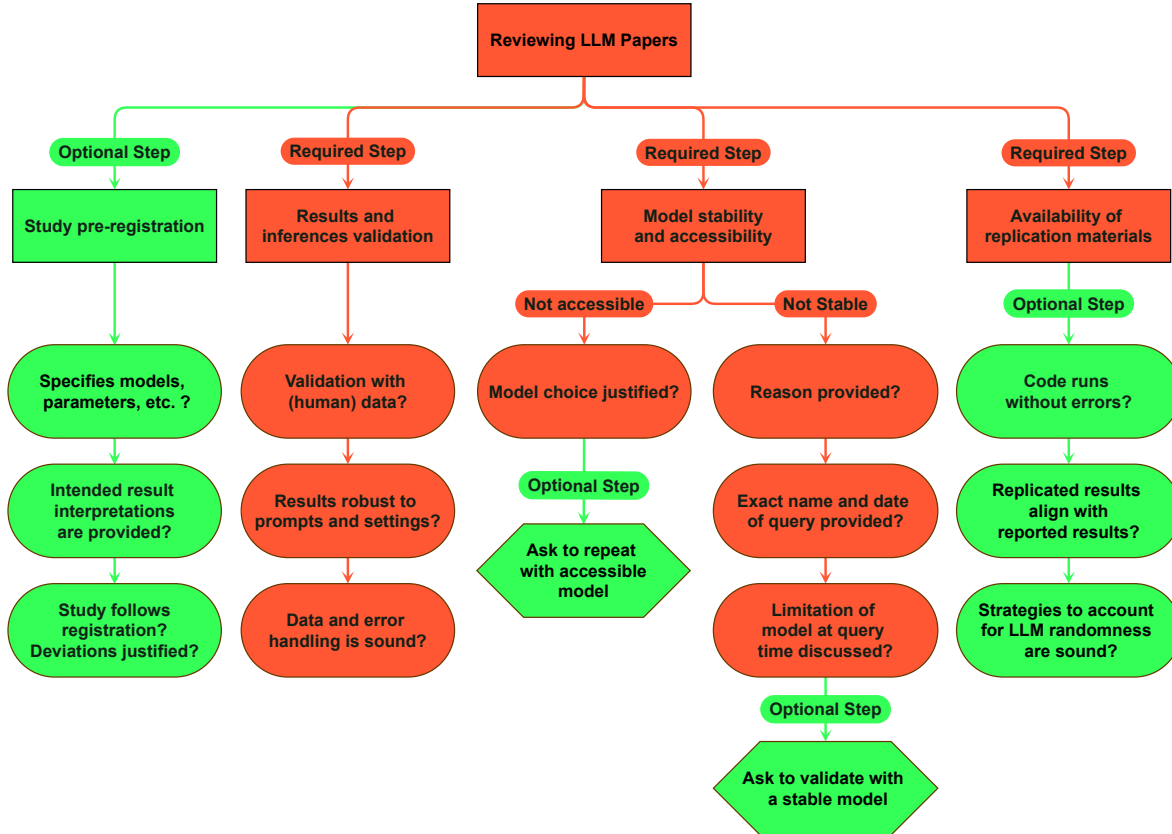 Reviewing LLM Papers
Optional Step
Required Step
Required Step
Required Step
Study pre-registration
Results and
inferences validation
Model stability
and accessibility
Availability of
replication materials
Not accessible
Not Stable
Optional Step
Specifies models,
parameters, etc. ?
Validation with
(human) data?
Model choice justified?
Reason provided?
Code runs
without errors?
Optional Step
Intended result
interpretations
are provided?
Results robust to
prompts and settings?
Exact name and date
of query provided?
Replicated results
align with
reported results?
Ask to repeat
with accessible
model
Study follows
registration?
Deviations justified?
Data and error
handling is sound?
Limitation of
model at query
time discussed?
Strategies to account
for LLM randomness
are sound?
Optional Step
Ask to validate with
a stable model